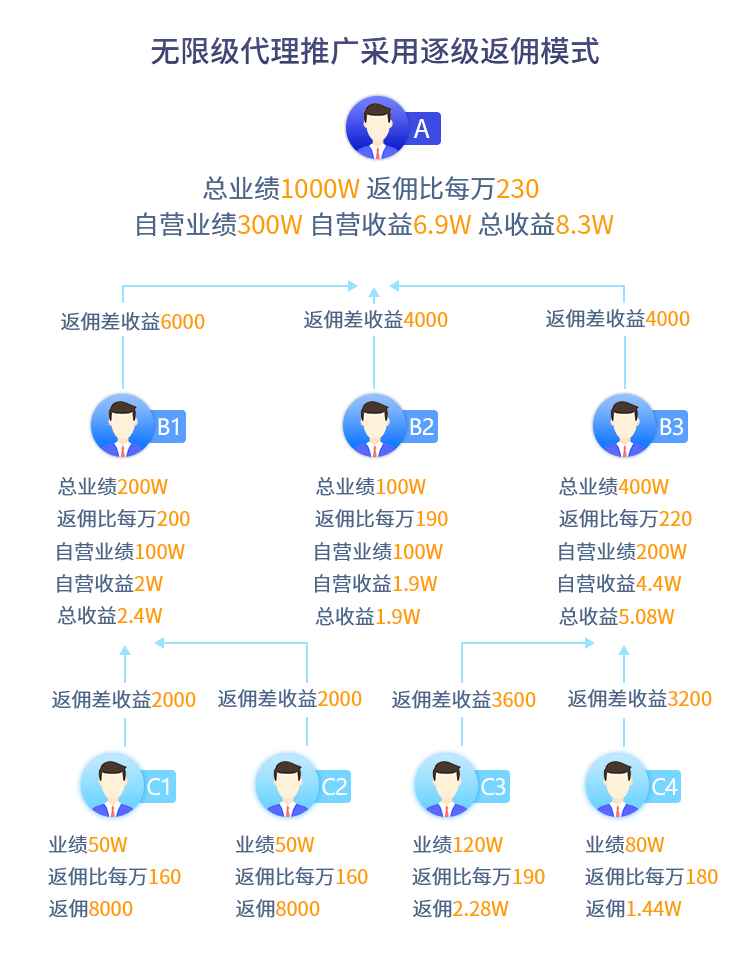 无限级代理推广采用逐级返佣模式
A
总业绩1000W 返佣比每万230
自营业绩300W 自营收益6.9W 总收益8.3W
返佣差收益6000
返佣差收益4000
返佣差收益4000
B1
B2
B3
总业绩200W
返佣比每万200
自营业绩100W
自营收益2W
总收益2.4W
总业绩100W
返佣比每万190
自营业绩100W
自营收益1.9W
总收益1.9W
总业绩400W
返佣比每万220
自营业绩200W
自营收益4.4W
总收益5.08W
返佣差收益2000
返佣差收益2000
返佣差收益3600
返佣差收益3200
C1
C2
C3
C4
业绩50W
返佣比每万160
返佣8000
业绩50W
返佣比每万160
返佣8000
业绩120W
返佣比每万190
返佣2.28W
业绩80W
返佣比每万180
返佣1.44W